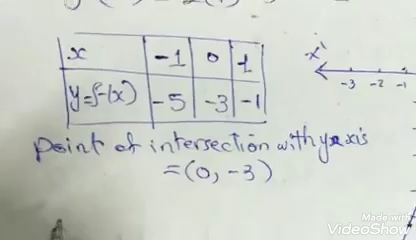 x -1 0 1
y=f(x) -5 -3 -1
point of intersection with y axis
=(0, -3)
x'
-3 -2 -1
Made with
VideoShow